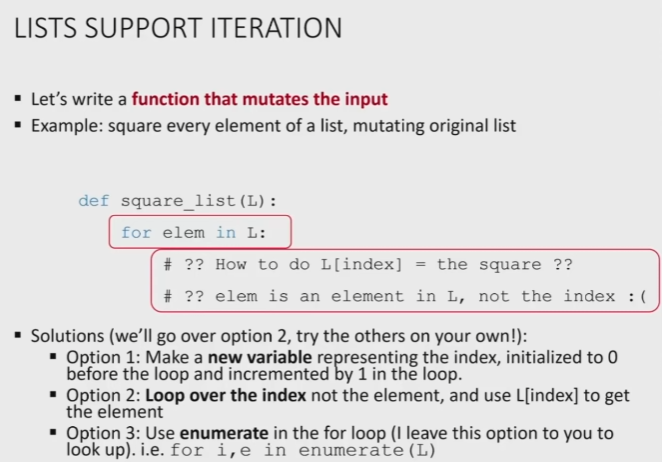 LISTS SUPPORT ITERATION
▪ Let's write a function that mutates the input
▪ Example: square every element of a list, mutating original list
def square_list(L):
for elem in L:
# ?? How to do L[index] = the square ??
# ?? elem is an element in L, not the index :(
▪ Solutions (we'll go over option 2, try the others on your own!):
▪ Option 1: Make a new variable representing the index, initialized to 0
before the loop and incremented by 1 in the loop.
▪ Option 2: Loop over the index not the element, and use L[index] to get
the element
▪ Option 3: Use enumerate in the for loop (I leave this option to you to
look up). i.e. for i,e in enumerate(L)